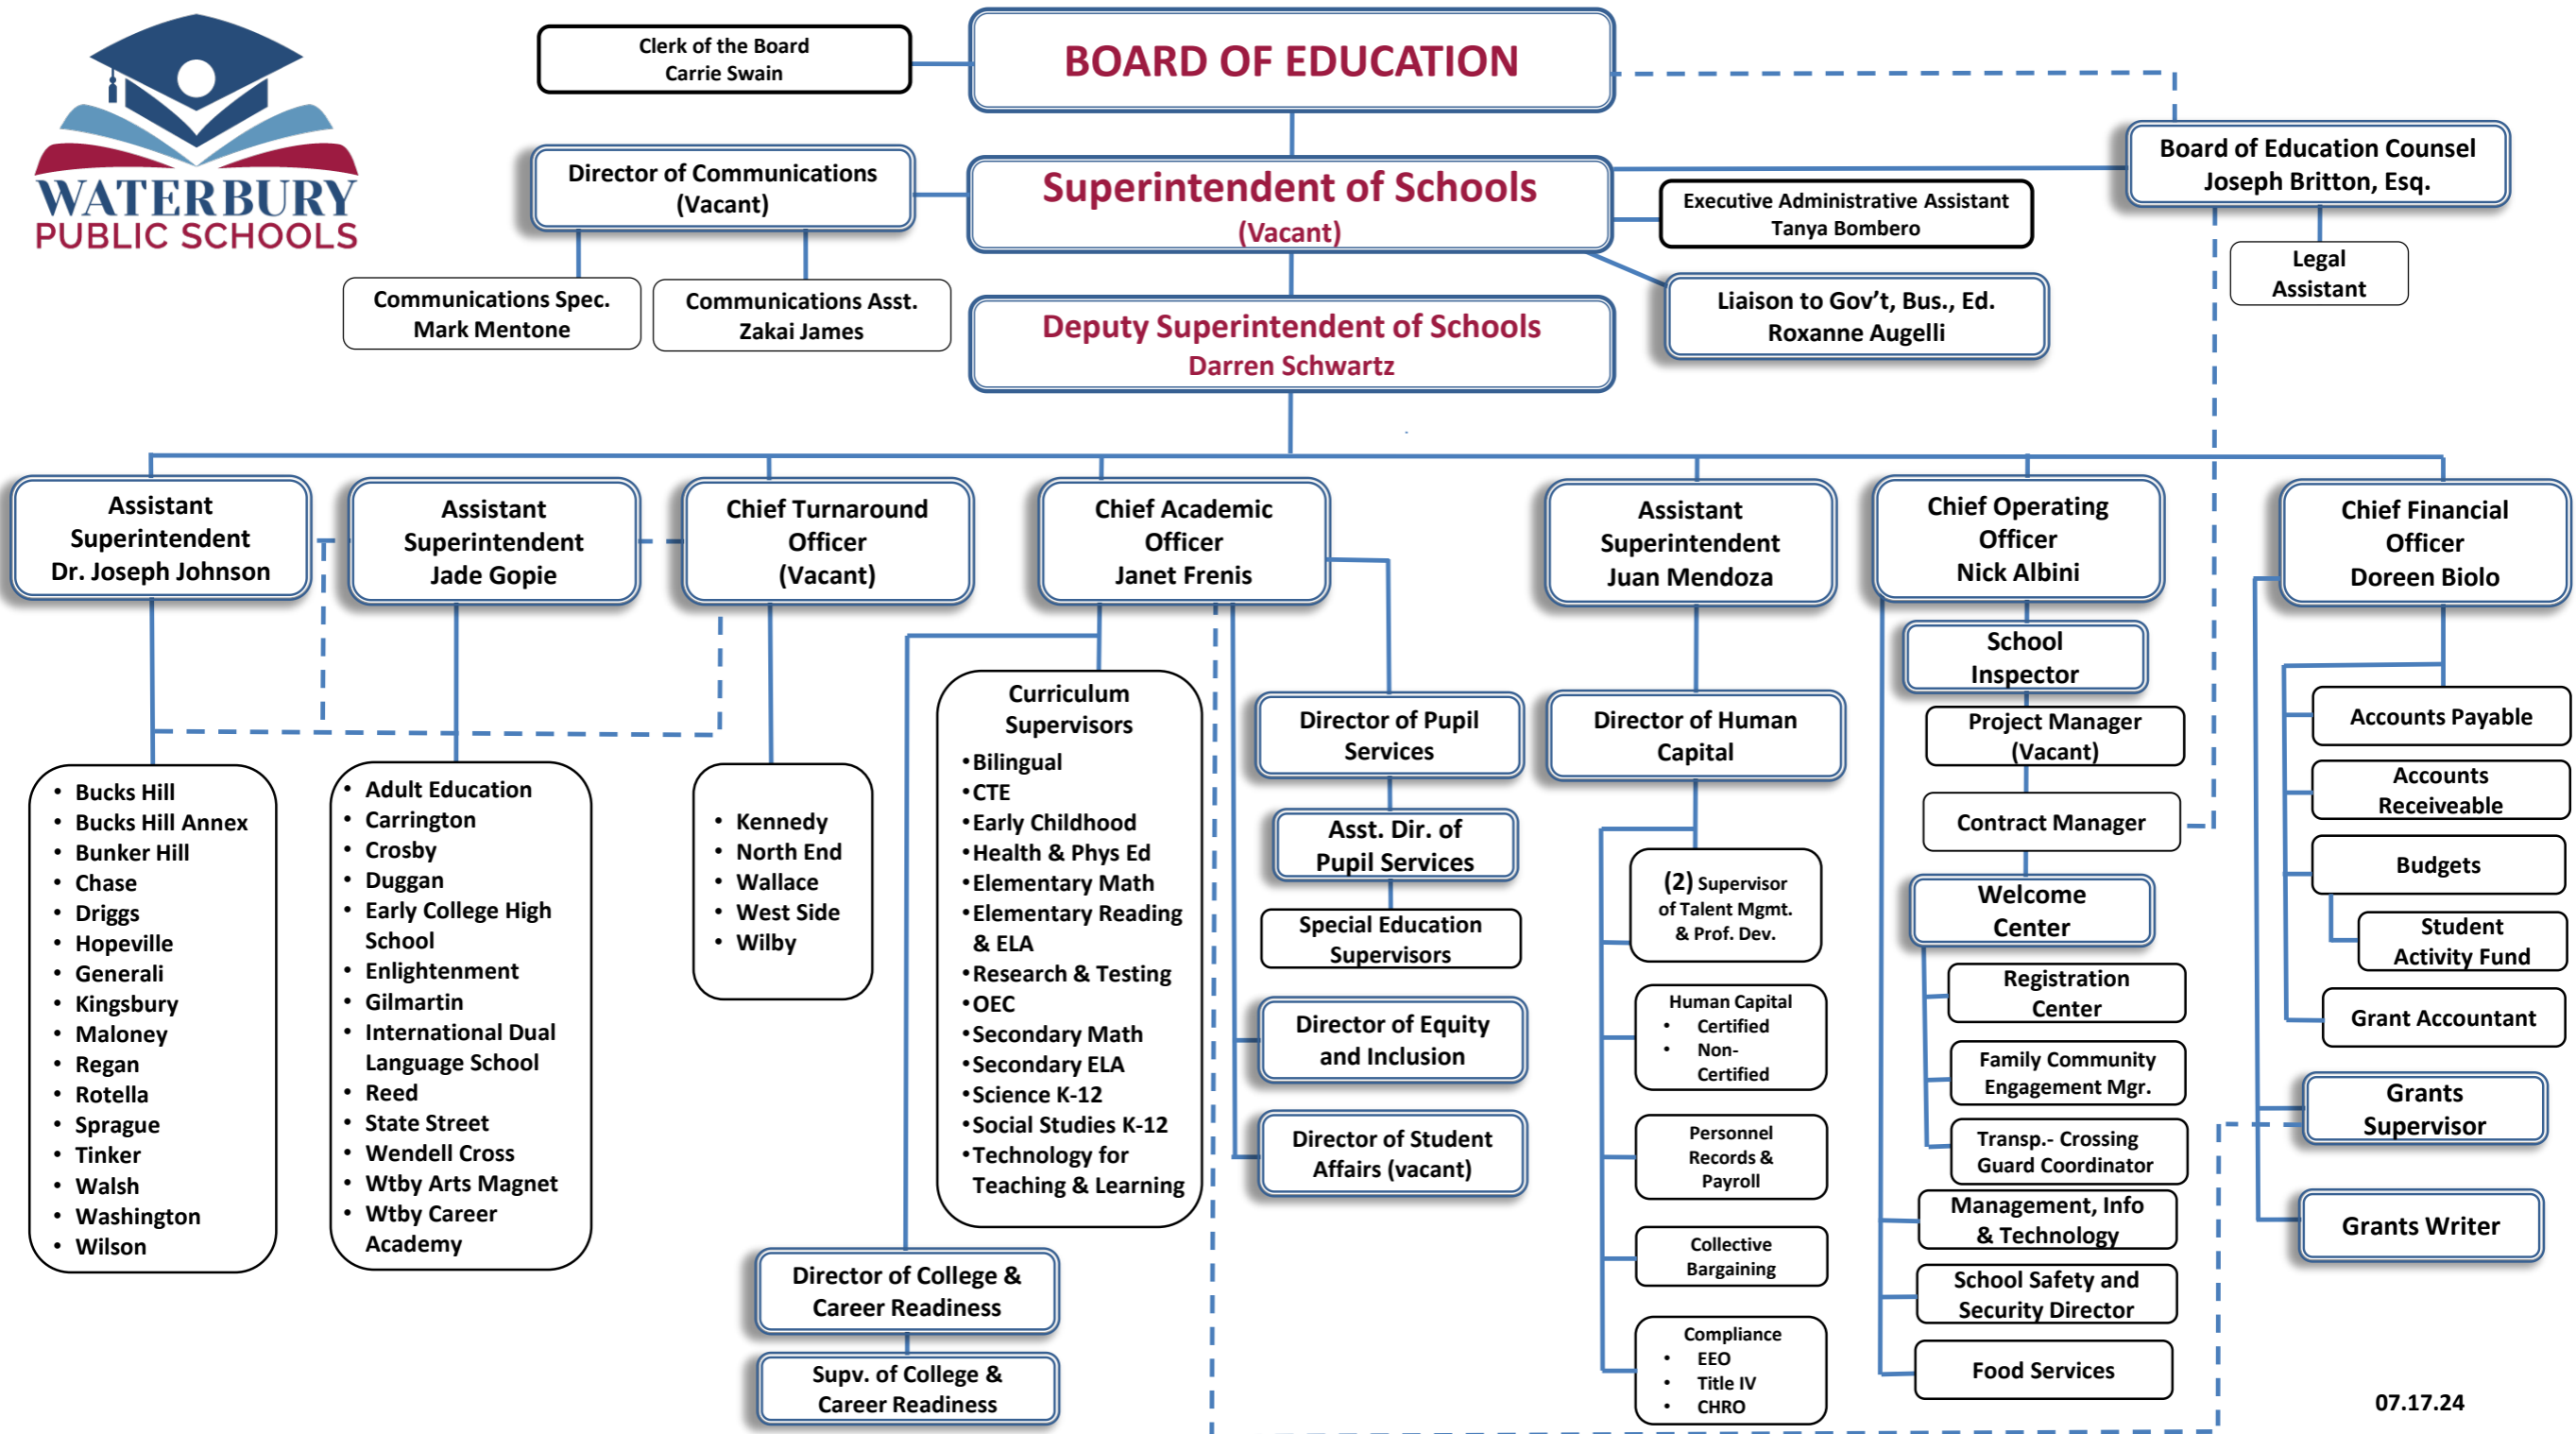 WATERBURY
PUBLIC SCHOOLS
Clerk of the Board
Carrie Swain
BOARD OF EDUCATION
Director of Communications
(Vacant)
Superintendent of Schools
(Vacant)
Executive Administrative Assistant
Tanya Bombero
Board of Education Counsel
Joseph Britton, Esq.
Legal
Assistant
Communications Spec.
Mark Mentone
Communications Asst.
Zakai James
Deputy Superintendent of Schools
Darren Schwartz
Liaison to Gov’t, Bus., Ed.
Roxanne Augelli
Assistant
Superintendent
Dr. Joseph Johnson
Assistant
Superintendent
Jade Gopie
Chief Turnaround
Officer
(Vacant)
Chief Academic
Officer
Janet Frenis
Assistant
Superintendent
Juan Mendoza
Chief Operating
Officer
Nick Albini
Chief Financial
Officer
Doreen Biolo
• Bucks Hill
• Bucks Hill Annex
• Bunker Hill
• Chase
• Driggs
• Hopeville
• Generali
• Kingsbury
• Maloney
• Regan
• Rotella
• Sprague
• Tinker
• Walsh
• Washington
• Wilson
• Adult Education
• Carrington
• Crosby
• Duggan
• Early College High
School
• Enlightenment
• Gilmartin
• International Dual
Language School
• Reed
• State Street
• Wendell Cross
• Wtby Arts Magnet
• Wtby Career
Academy
• Kennedy
• North End
• Wallace
• West Side
• Wilby
Curriculum
Supervisors
•Bilingual
•CTE
•Early Childhood
•Health & Phys Ed
•Elementary Math
•Elementary Reading
& ELA
•Research & Testing
•OEC
•Secondary Math
•Secondary ELA
•Science K-12
•Social Studies K-12
•Technology for
Teaching & Learning
Director of College &
Career Readiness
Supv. of College &
Career Readiness
Director of Pupil
Services
Asst. Dir. of
Pupil Services
Special Education
Supervisors
Director of Equity
and Inclusion
Director of Student
Affairs (vacant)
Director of Human
Capital
(2) Supervisor
of Talent Mgmt.
& Prof. Dev.
Human Capital
• Certified
• Non-
Certified
Personnel
Records &
Payroll
Collective
Bargaining
Compliance
• EEO
• Title IV
• CHRO
School
Inspector
Project Manager
(Vacant)
Contract Manager
Welcome
Center
Registration
Center
Family Community
Engagement Mgr.
Transp.- Crossing
Guard Coordinator
Management, Info
& Technology
School Safety and
Security Director
Food Services
Accounts Payable
Accounts
Receiveable
Budgets
Student
Activity Fund
Grant Accountant
Grants
Supervisor
Grants Writer
07.17.24